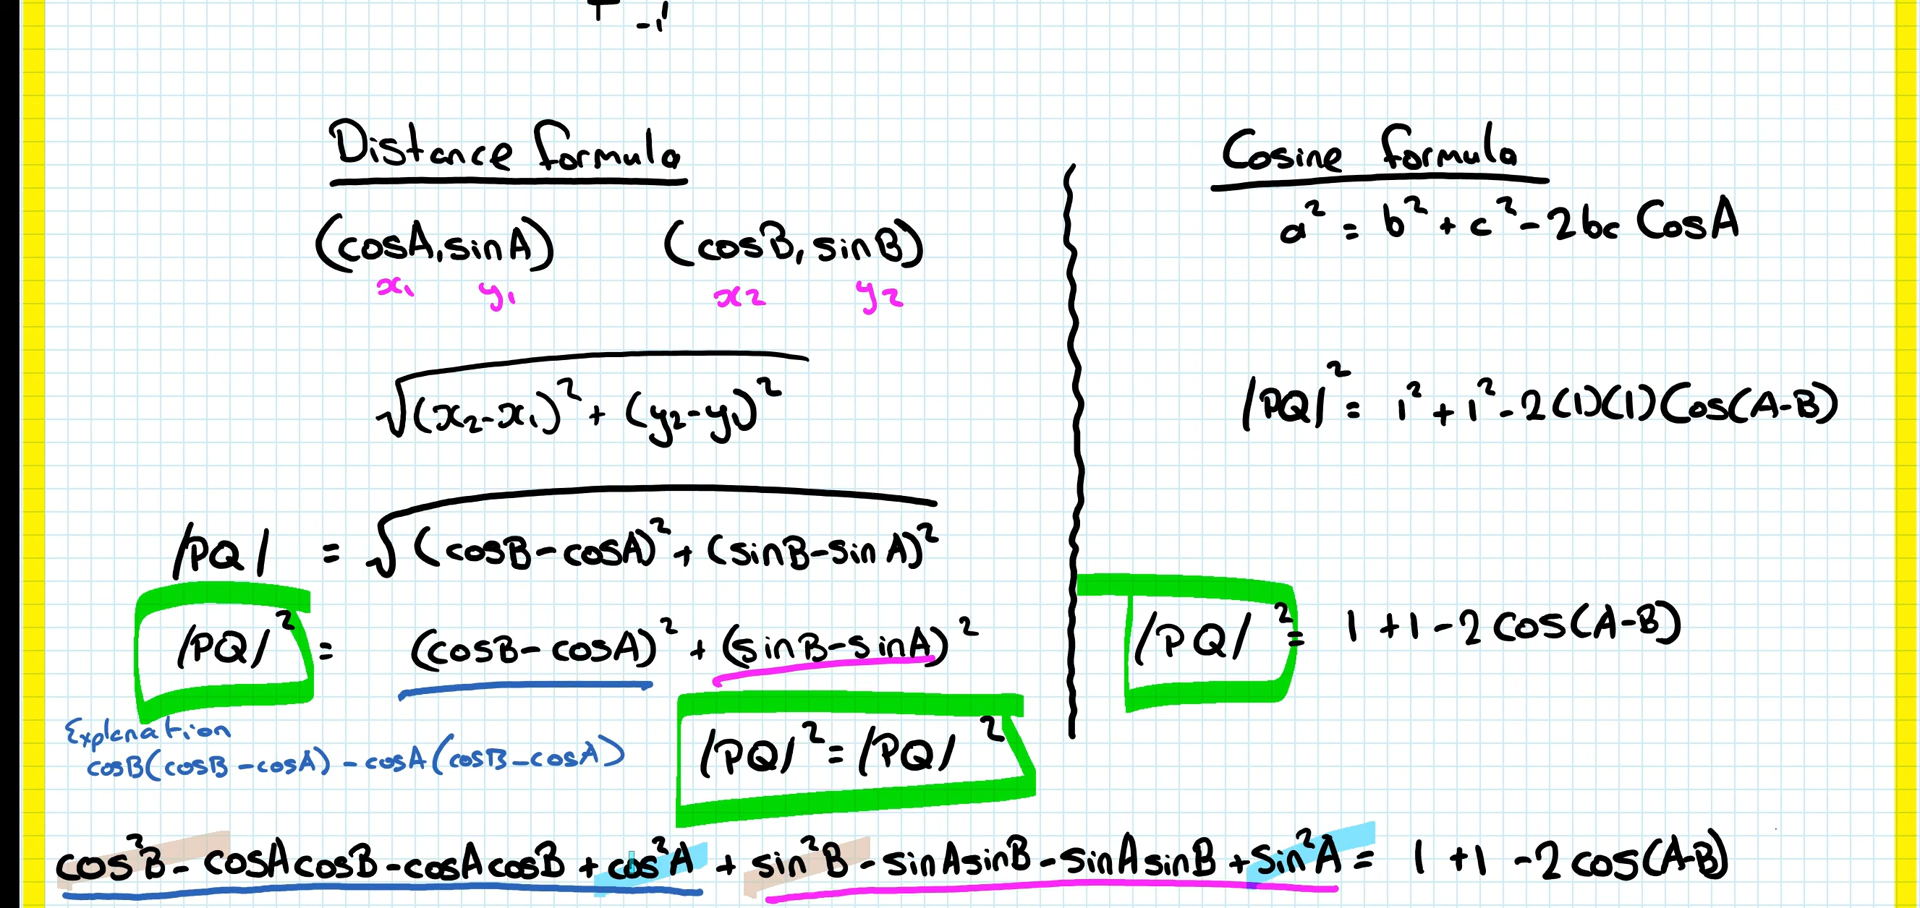 -1
Distance formula
(cosA, sinA) (cosB, sinB)
x₁ y₁ x₂ y₂
√(x₂-x₁)² + (y₂-y₁)²
/PQ/ = √(cosB-cosA)² + (sinB-sinA)²
/PQ/² = (cosB-cosA)² + (sinB-sinA)²
Explanation
cosB(cosB-cosA) - cosA(cosB-cosA)
/PQ/² = /PQ/²
Cosine formula
a² = b² + c² - 2bc CosA
/PQ/² = 1² + 1² - 2(1)(1)Cos(A-B)
/PQ/² = 1 + 1 - 2 cos(A-B)
cos²B - cosAcosB - cosAcosB + cos²A + sin²B - sinAsinB - sinAsinB + sin²A = 1 + 1 - 2 cos(A-B)